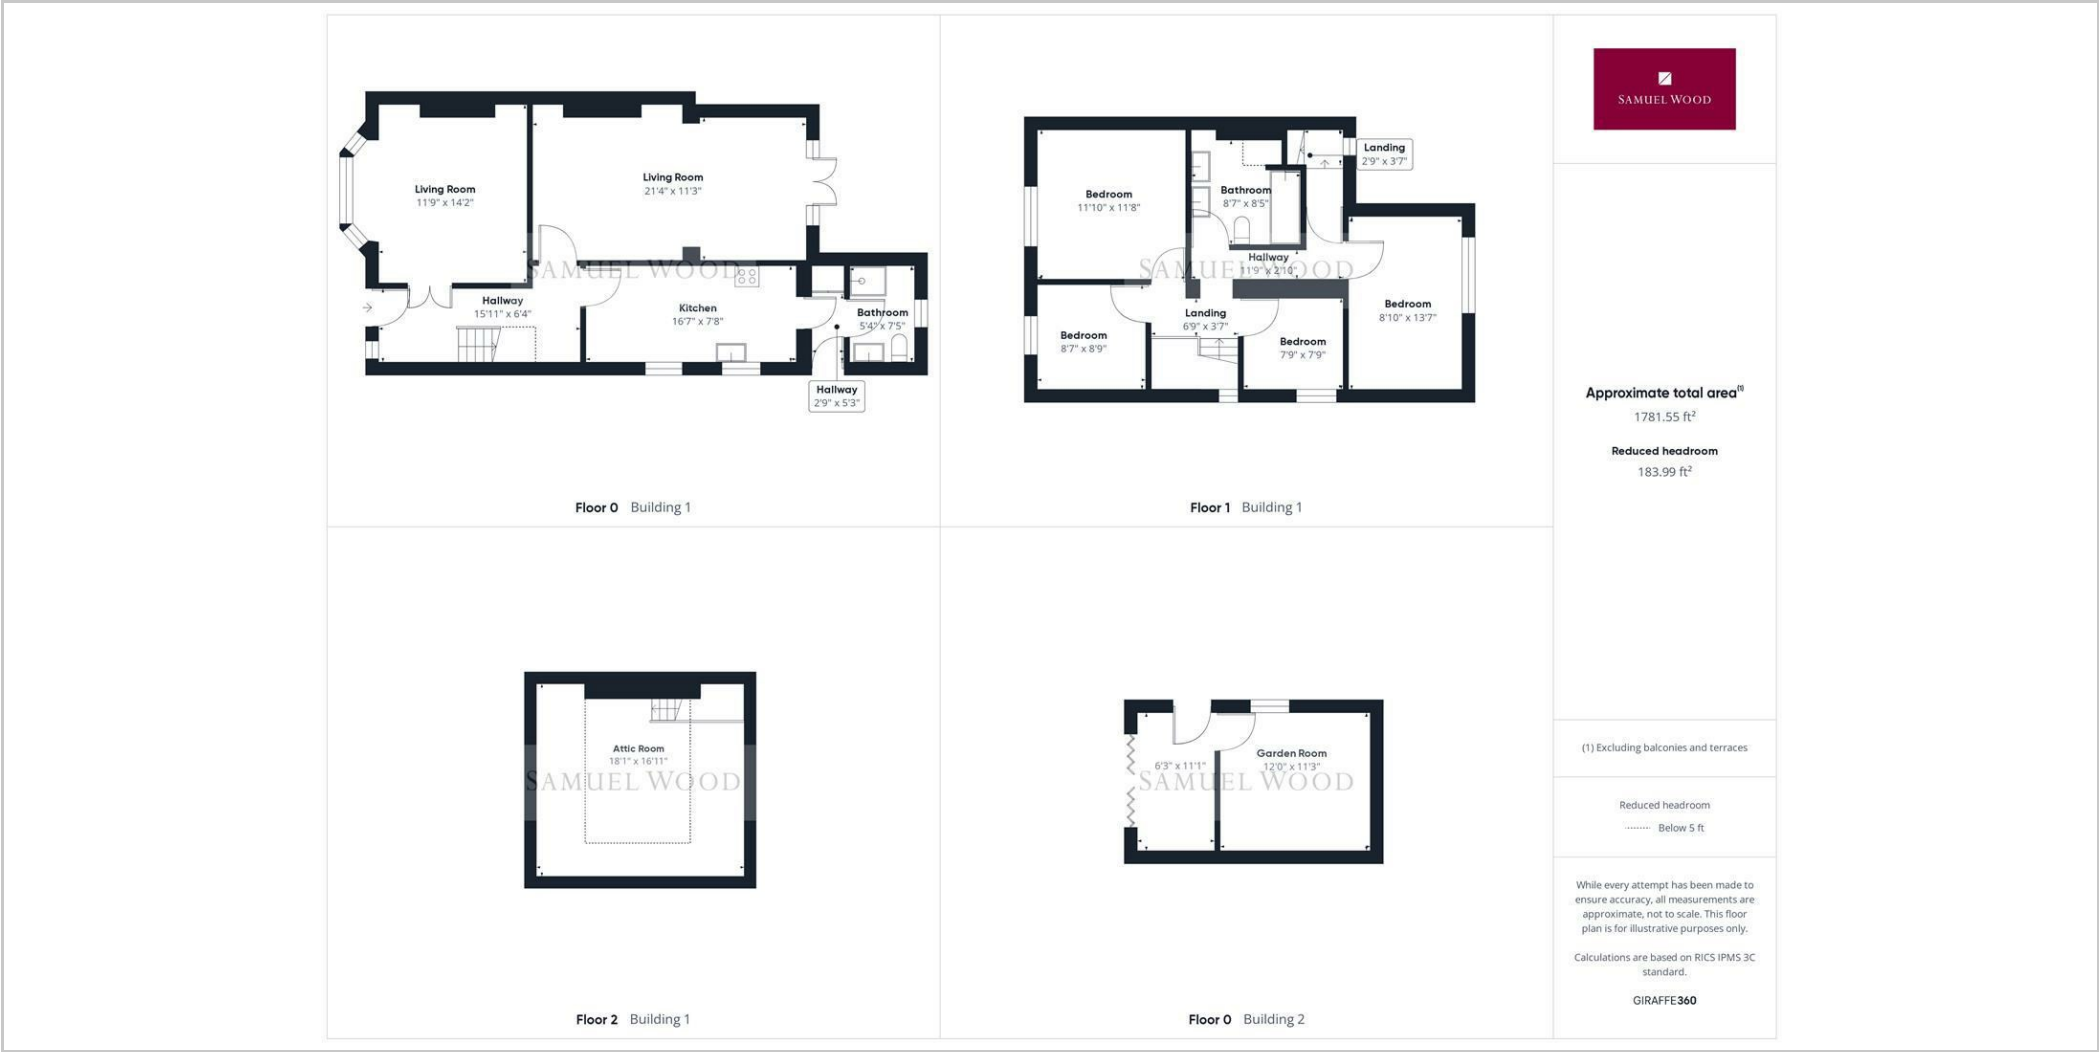 Living Room
11'9" x 14'2"
Living Room
21'4" x 11'3"
Hallway
15'11" x 6'4"
Kitchen
16'7" x 7'8"
Bathroom
5'4" x 7'5"
Hallway
2'9" x 5'3"
SAMUEL WOOD
Floor 0 Building 1
Bedroom
11'10" x 11'8"
Bathroom
8'7" x 8'5"
Landing
2'9" x 3'7"
Hallway
11'9" x 2'10"
Bedroom
8'10" x 13'7"
Landing
6'9" x 3'7"
Bedroom
8'7" x 8'9"
Bedroom
7'9" x 7'9"
SAMUEL WOOD
Floor 1 Building 1
Attic Room
18'1" x 16'11"
SAMUEL WOOD
Floor 2 Building 1
6'3" x 11'1"
Garden Room
12'0" x 11'3"
SAMUEL WOOD
Floor 0 Building 2
SAMUEL WOOD
Approximate total area(1)
1781.55 ft²
Reduced headroom
183.99 ft²
(1) Excluding balconies and terraces
Reduced headroom
Below 5 ft
While every attempt has been made to
ensure accuracy, all measurements are
approximate, not to scale. This floor
plan is for illustrative purposes only.
Calculations are based on RICS IPMS 3C
standard.
GIRAFFE360